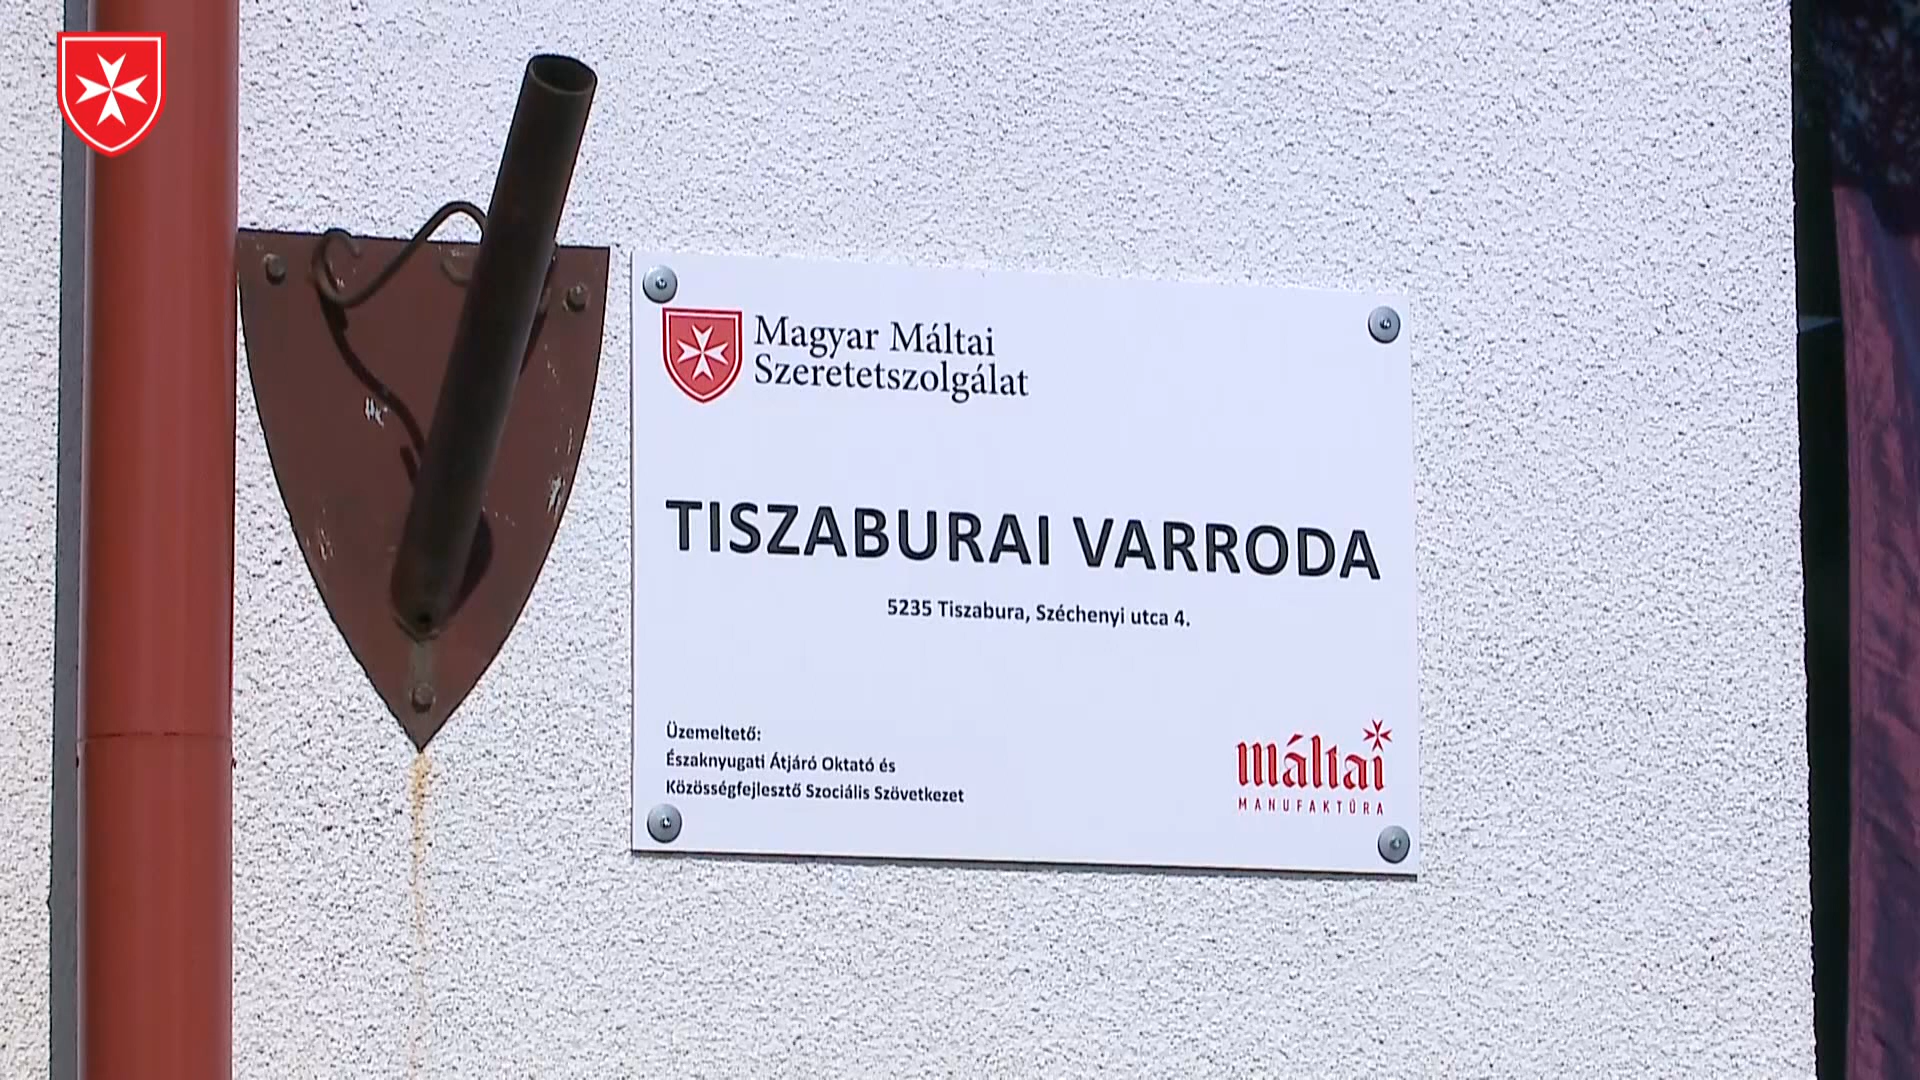 Magyar Máltai
Szeretetszolgálat
TISZABURAI VARRODA
5235 Tiszabura, Széchenyi utca 4.
Üzemeltető:
Északnyugati Átjáró Oktató és
Közösségfejlesztő Szociális Szövetkezet
máltai
MANUFAKTÚRA